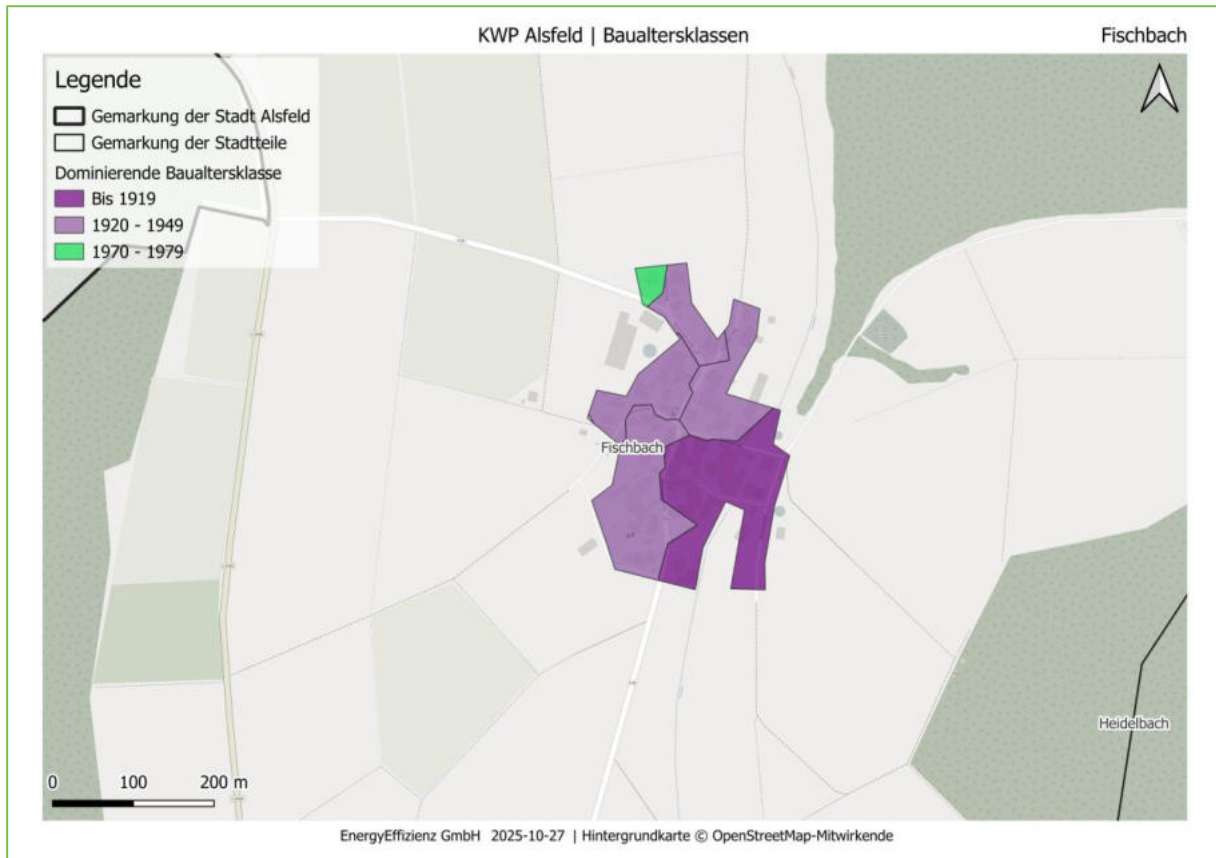 KWP Alsfeld | Baualtersklassen
Fischbach
Legende
Gemarkung der Stadt Alsfeld
Gemarkung der Stadtteile
Dominierende Baualtersklasse
Bis 1919
1920 - 1949
1970 - 1979
Fischbach
Heidelbach
0 100 200 m
EnergyEffizienz GmbH 2025-10-27 | Hintergrundkarte © OpenStreetMap-Mitwirkende